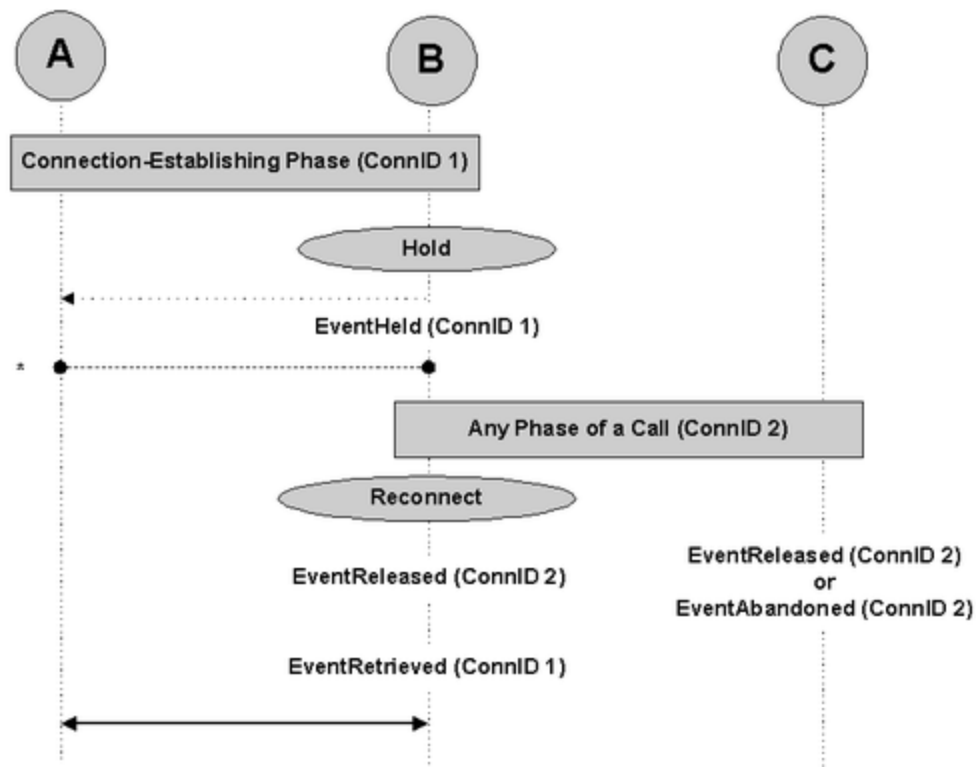 A
B
C
Connection-Establishing Phase (ConnID 1)
Hold
EventHeld (ConnID 1)
*
Any Phase of a Call (ConnID 2)
Reconnect
EventReleased (ConnID 2)
EventReleased (ConnID 2)
or
EventAbandoned (ConnID 2)
EventRetrieved (ConnID 1)